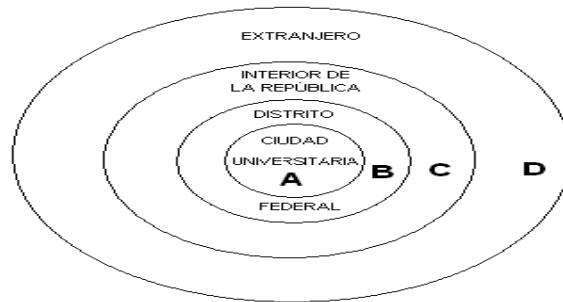 EXTRANJERO
INTERIOR DE
LA REPÚBLICA
DISTRITO
CIUDAD
UNIVERSITARIA
A
B
C
D
FEDERAL